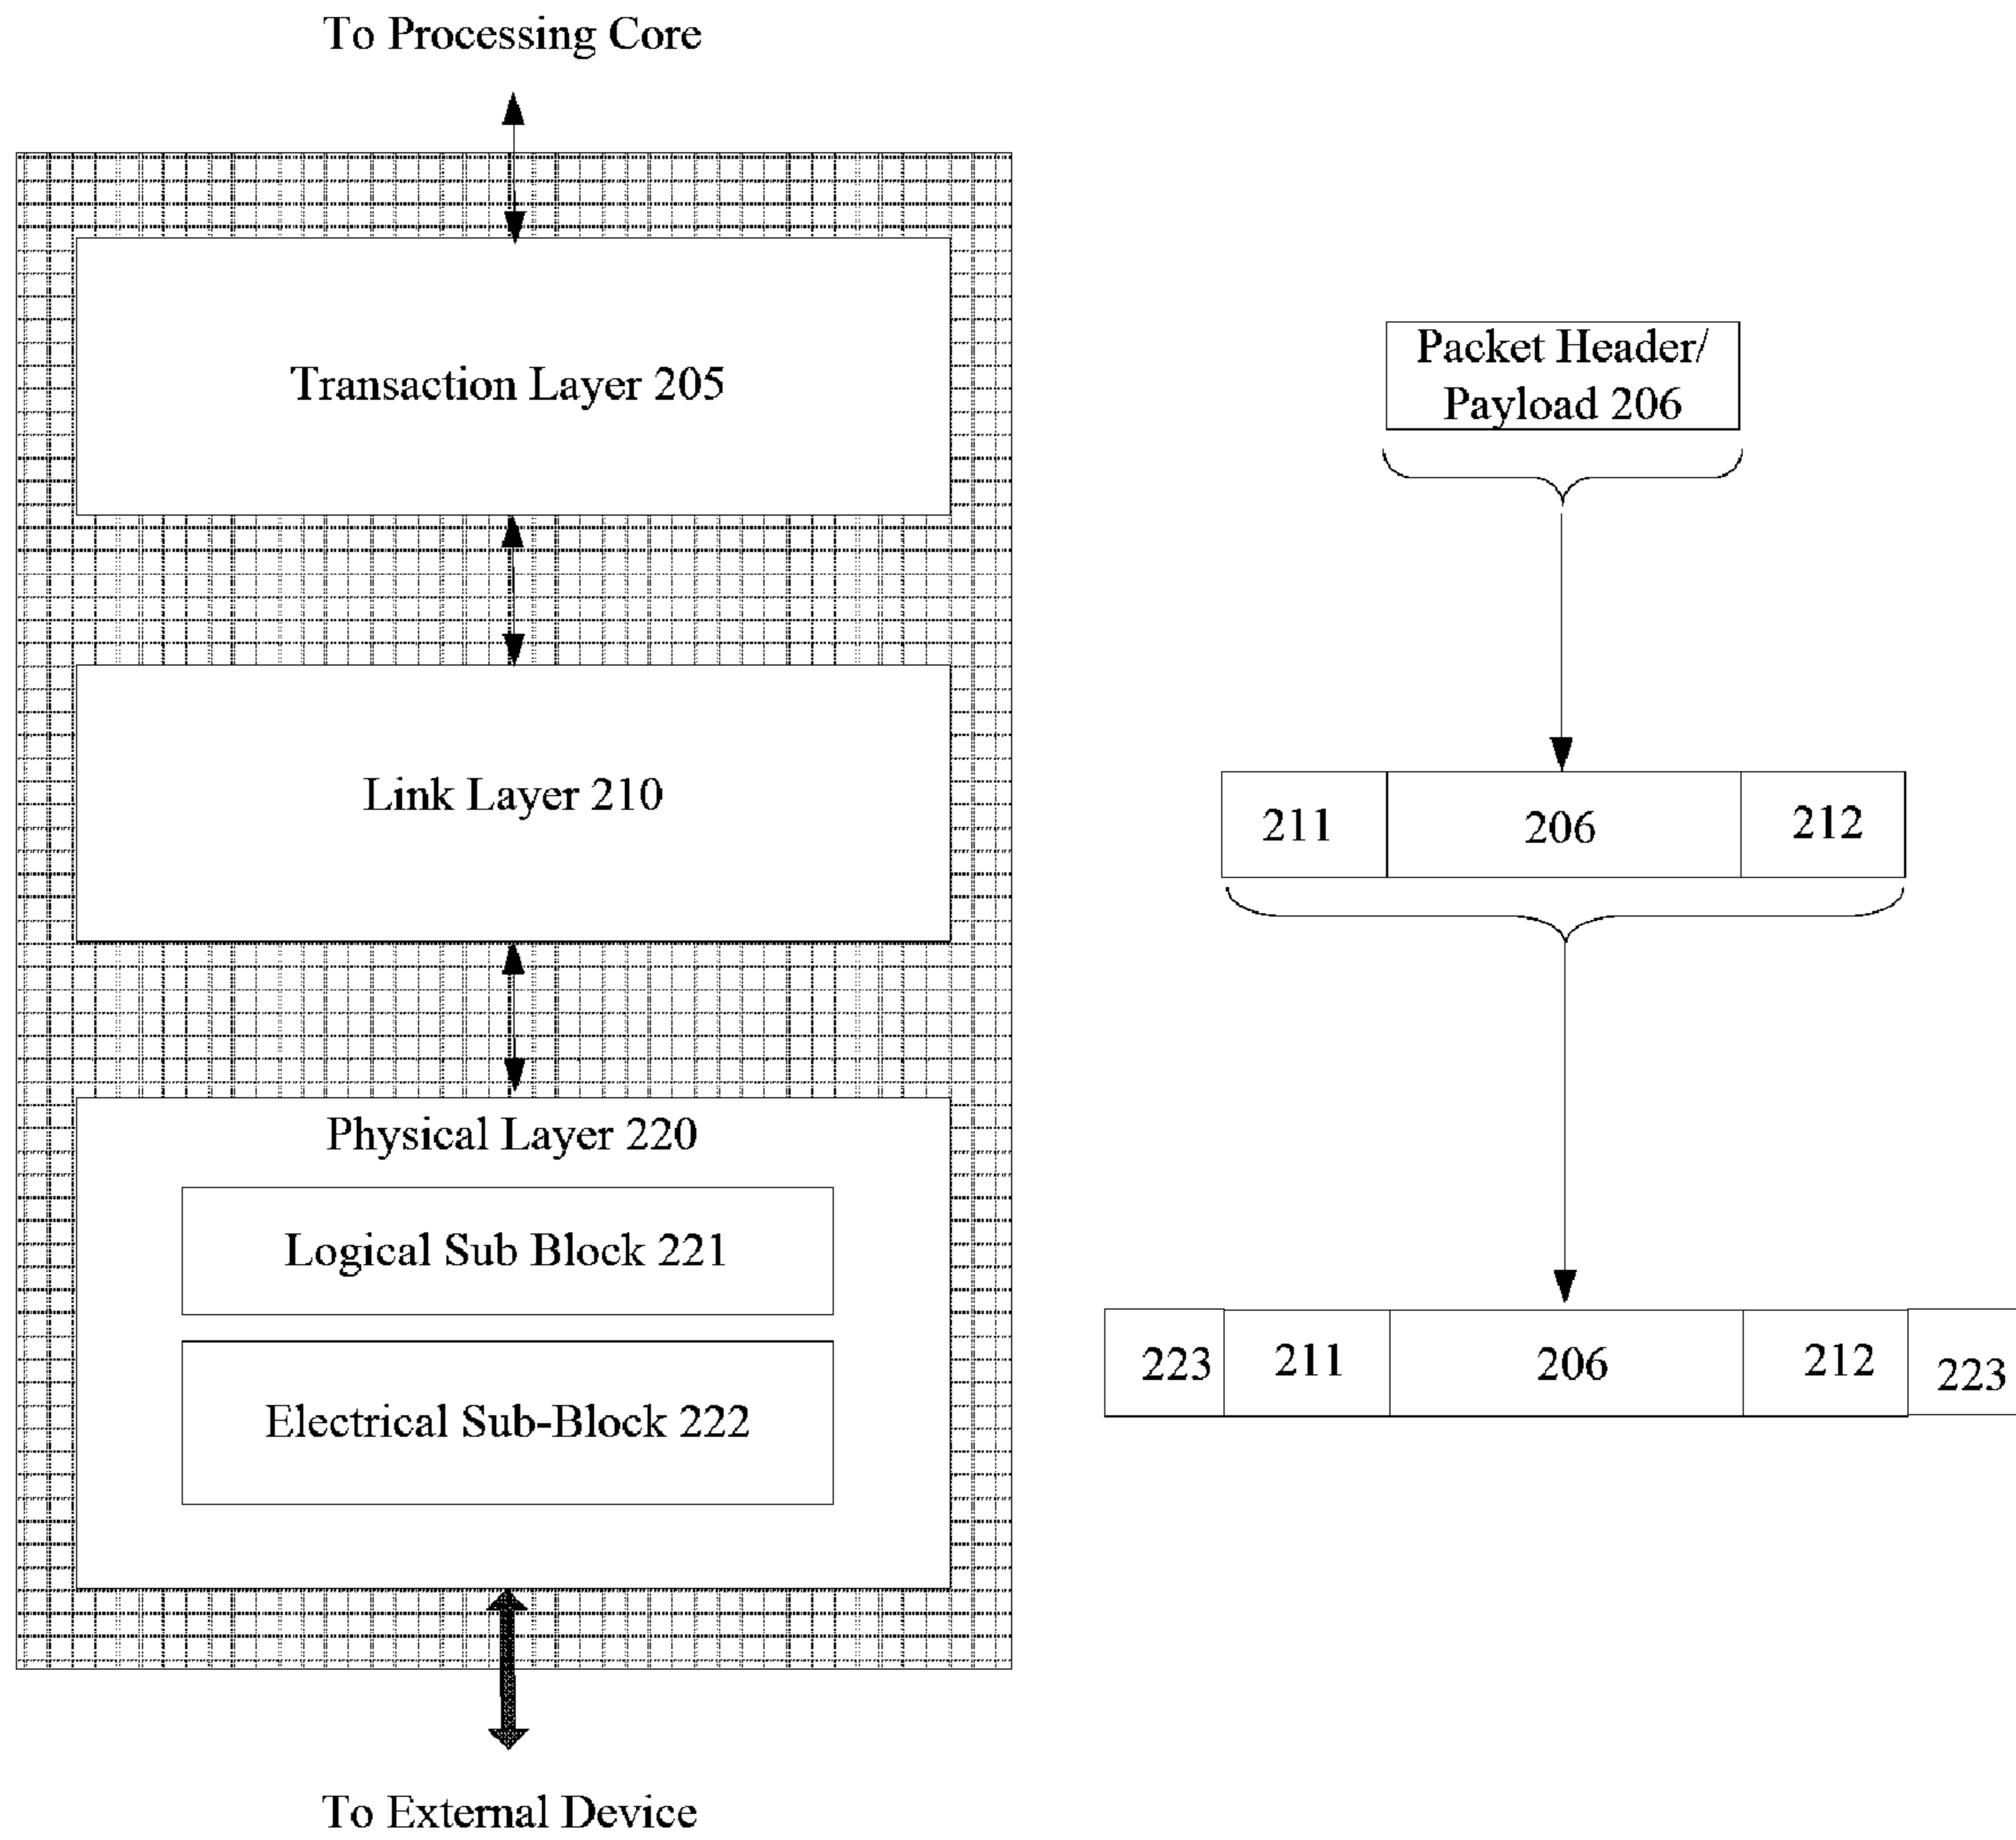 To Processing Core
Transaction Layer 205
Packet Header/
Payload 206
Link Layer 210
211
206
212
Physical Layer 220
Logical Sub Block 221
Electrical Sub-Block 222
223
211
206
212
223
To External Device